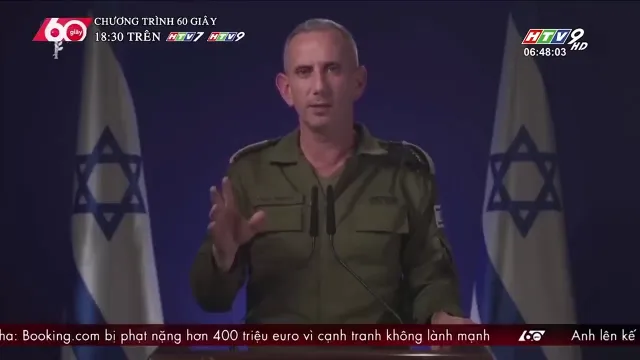 60 giây
CHƯƠNG TRÌNH 60 GIÂY
18:30 TRÊN HTV7 HTV9
HTV9 HD
06:48:03
ha: Booking.com bị phạt nặng hơn 400 triệu euro vì cạnh tranh không lành mạnh 60 Anh lên kế